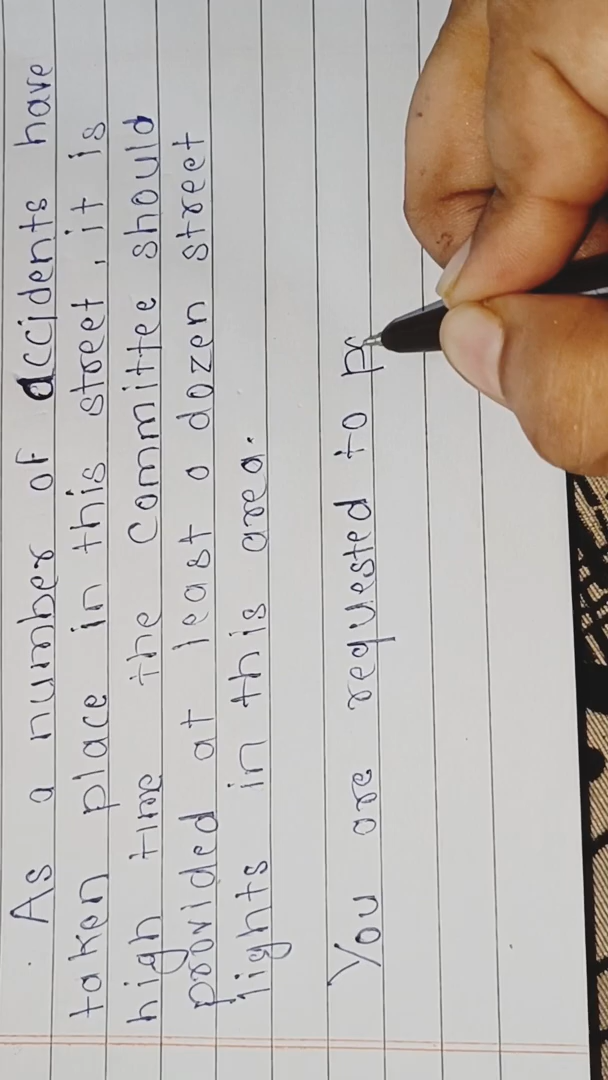 As a number of accidents have
taken place in this street, it is
high time the committee should
provided at least a dozen street
lights in this area.
You are requested to pr